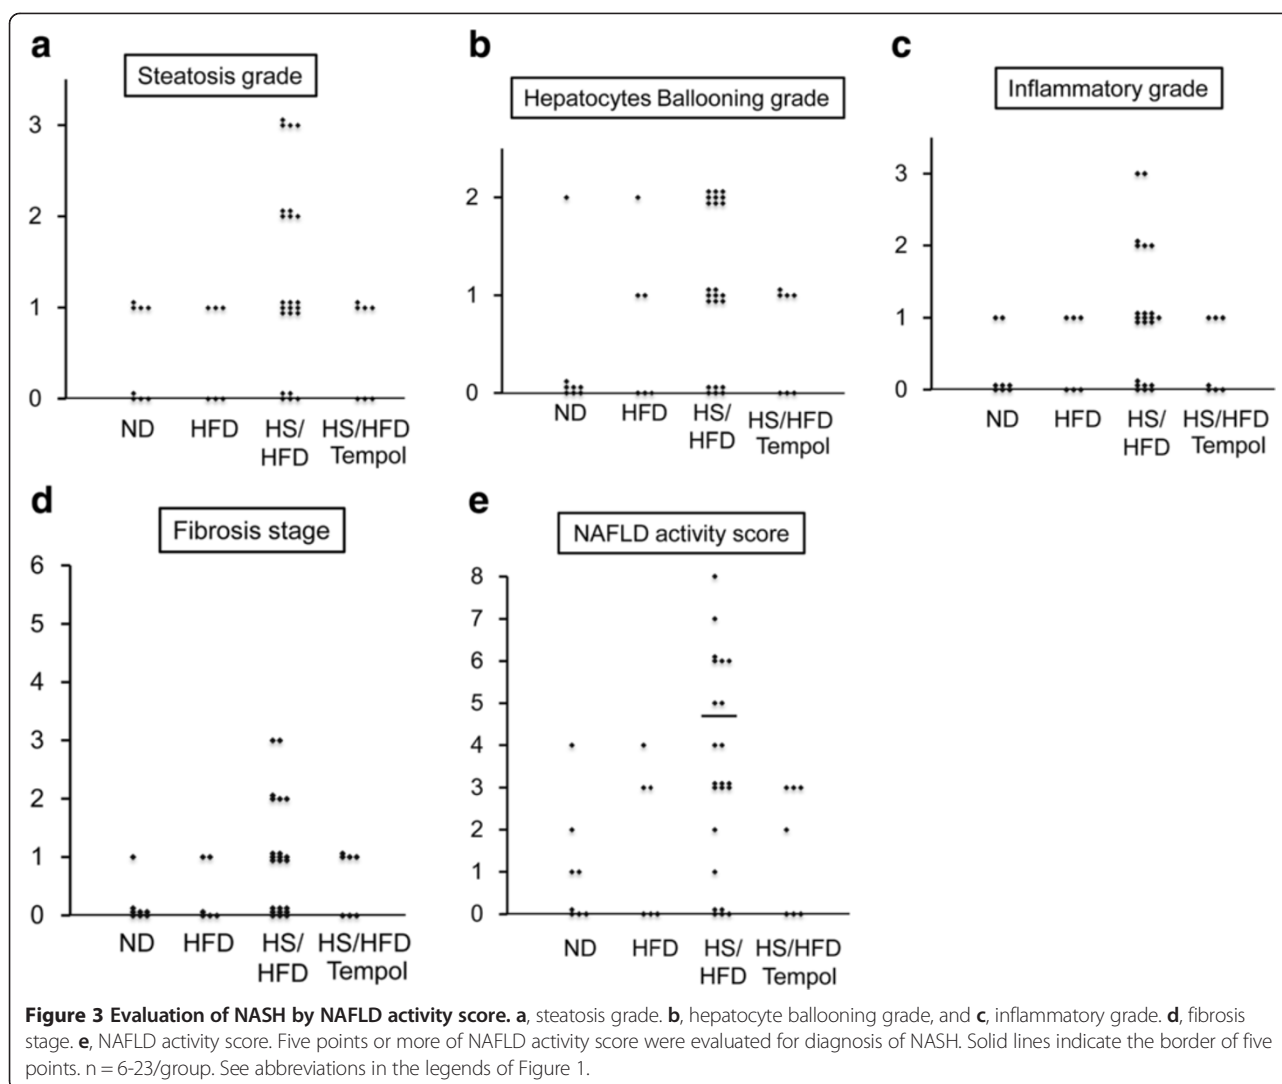 a
Steatosis grade
3
2
1
0
ND HFD HS/ HS/HFD
HFD Tempol
b
Hepatocytes Ballooning grade
2
1
0
ND HFD HS/ HS/HFD
HFD Tempol
c
Inflammatory grade
3
2
1
0
ND HFD HS/ HS/HFD
HFD Tempol
d
Fibrosis stage
6
5
4
3
2
1
0
ND HFD HS/ HS/HFD
HFD Tempol
e
NAFLD activity score
8
7
6
5
4
3
2
1
0
ND HFD HS/ HS/HFD
HFD Tempol
Figure 3 Evaluation of NASH by NAFLD activity score. a, steatosis grade. b, hepatocyte ballooning grade, and c, inflammatory grade. d, fibrosis
stage. e, NAFLD activity score. Five points or more of NAFLD activity score were evaluated for diagnosis of NASH. Solid lines indicate the border of five
points. n = 6-23/group. See abbreviations in the legends of Figure 1.